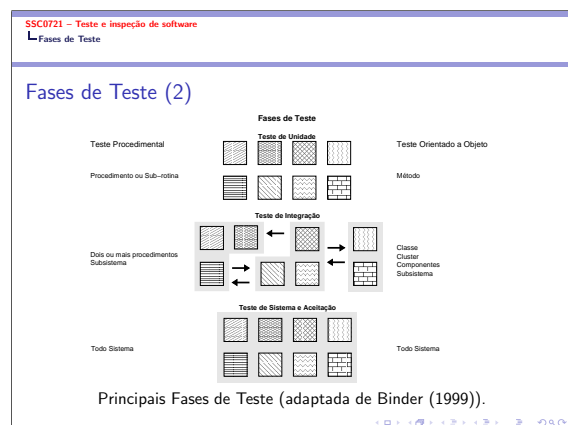 SSC0721 – Teste e inspeção de software
Fases de Teste
Fases de Teste (2)
Fases de Teste
Teste de Unidade
Teste Procedimental
Teste Orientado a Objeto
Procedimento ou Sub−rotina
Método
Teste de Integração
Dois ou mais procedimentos
Subsistema
Classe
Cluster
Componentes
Subsistema
Teste de Sistema e Aceitação
Todo Sistema
Todo Sistema
Principais Fases de Teste (adaptada de Binder (1999)).